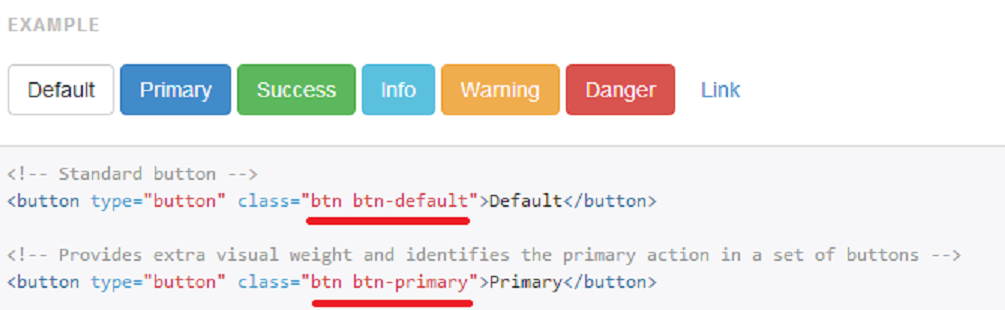 EXAMPLE
Default Primary Success Info Warning Danger Link
<!-- Standard button -->
<button type="button" class="btn btn-default">Default</button>
<!-- Provides extra visual weight and identifies the primary action in a set of buttons -->
<button type="button" class="btn btn-primary">Primary</button>